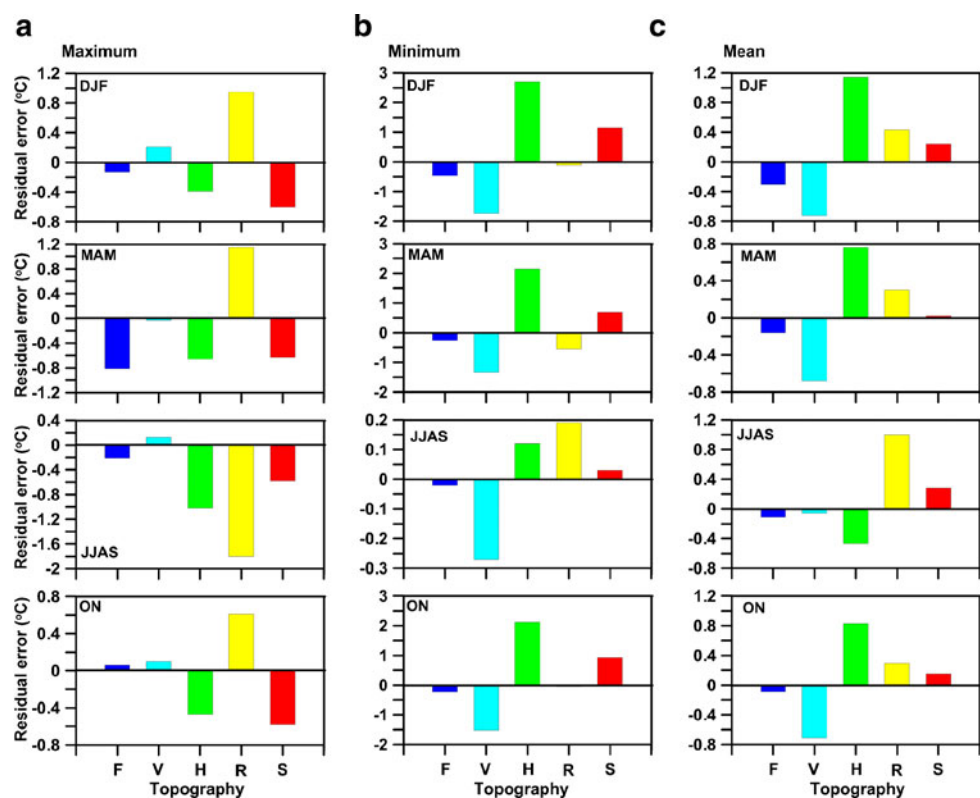 a
b
c
Maximum
Minimum
Mean
Residual error (°C)
1.2
0.8
0.4
0
-0.4
-0.8
DJF
3
2
1
0
-1
-2
DJF
1.2
0.8
0.4
0
-0.4
-0.8
DJF
Residual error (°C)
1.2
0.8
0.4
0
-0.4
-0.8
-1.2
MAM
3
2
1
0
-1
-2
MAM
0.8
0.4
0
-0.4
-0.8
MAM
Residual error (°C)
0.4
0
-0.4
-0.8
-1.2
-1.6
-2
JJAS
0.2
0.1
0
-0.1
-0.2
-0.3
JJAS
1.2
0.8
0.4
0
-0.4
-0.8
JJAS
Residual error (°C)
0.8
0.4
0
-0.4
-0.8
ON
3
2
1
0
-1
-2
ON
1.2
0.8
0.4
0
-0.4
-0.8
ON
F V H R S
F V H R S
F V H R S
Topography
Topography
Topography